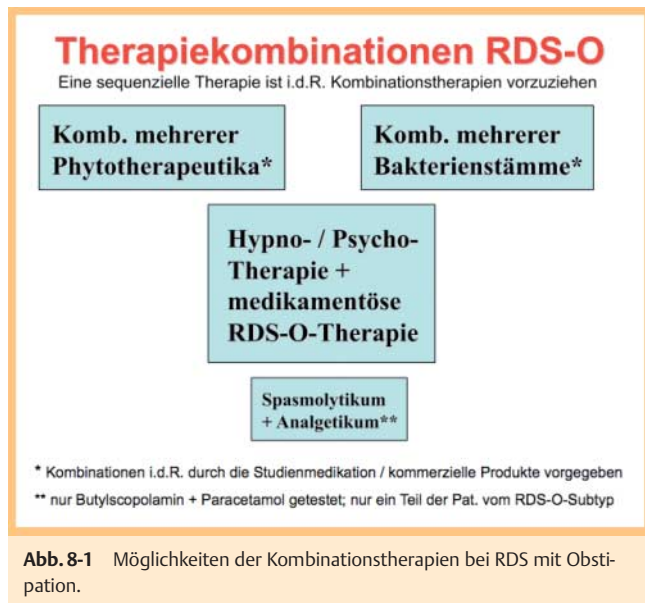 Therapiekombinationen RDS-O
Eine sequenzielle Therapie ist i.d.R. Kombinationstherapien vorzuziehen
Komb. mehrerer
Phytotherapeutika*
Komb. mehrerer
Bakterienstämme*
Hypno- / Psycho-
Therapie +
medikamentöse
RDS-O-Therapie
Spasmolytikum
+ Analgetikum**
* Kombinationen i.d.R. durch die Studienmedikation / kommerzielle Produkte vorgegeben
** nur Butylscopolamin + Paracetamol getestet; nur ein Teil der Pat. vom RDS-O-Subtyp
Abb. 8-1 Möglichkeiten der Kombinationstherapien bei RDS mit Obsti-
pation.